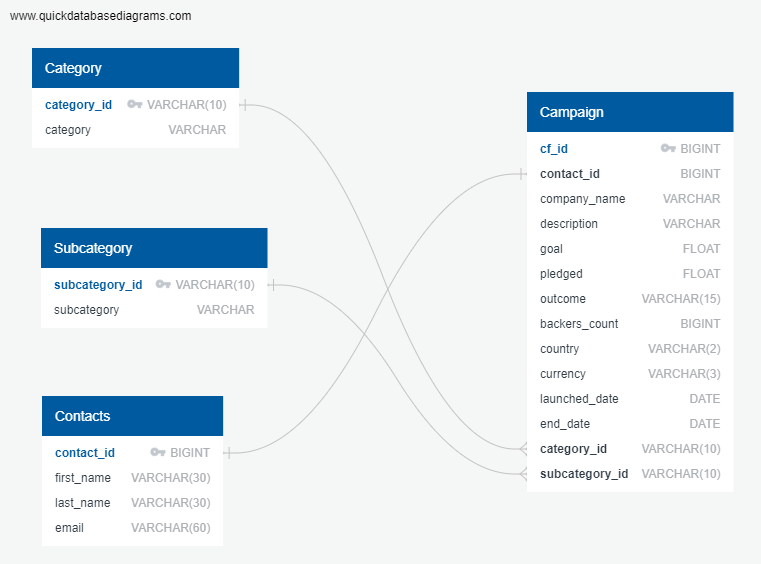 www.quickdatabasediagrams.com
Category
category_id VARCHAR(10)
category VARCHAR
Subcategory
subcategory_id VARCHAR(10)
subcategory VARCHAR
Contacts
contact_id BIGINT
first_name VARCHAR(30)
last_name VARCHAR(30)
email VARCHAR(60)
Campaign
cf_id BIGINT
contact_id BIGINT
company_name VARCHAR
description VARCHAR
goal FLOAT
pledged FLOAT
outcome VARCHAR(15)
backers_count BIGINT
country VARCHAR(2)
currency VARCHAR(3)
launched_date DATE
end_date DATE
category_id VARCHAR(10)
subcategory_id VARCHAR(10)